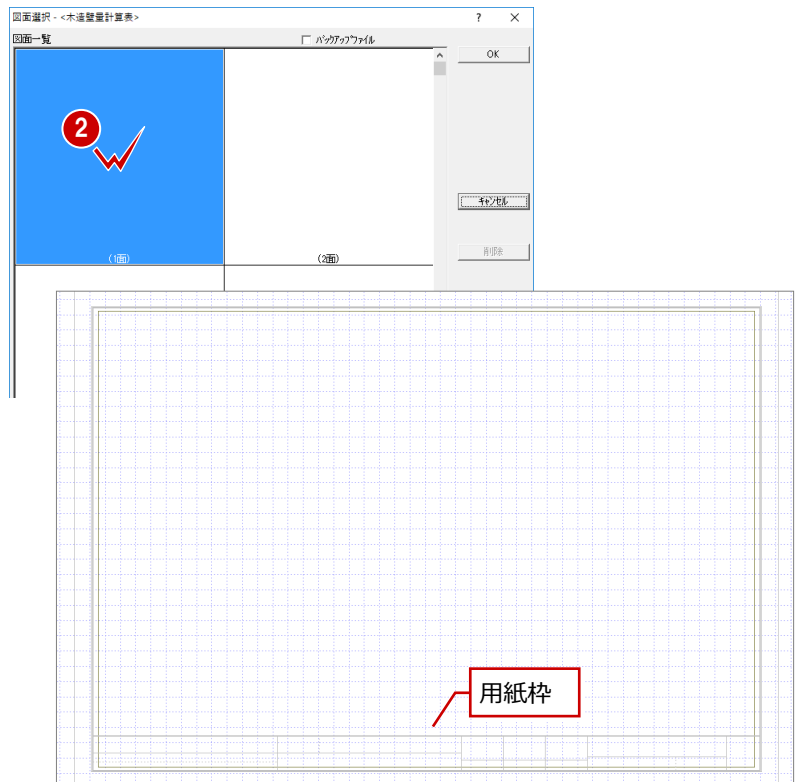 図面選択 - <木造壁量計算表>
? ×
図面一覧
バックアップファイル
OK
2
キャンセル
(1面)
(2面)
削除
用紙枠